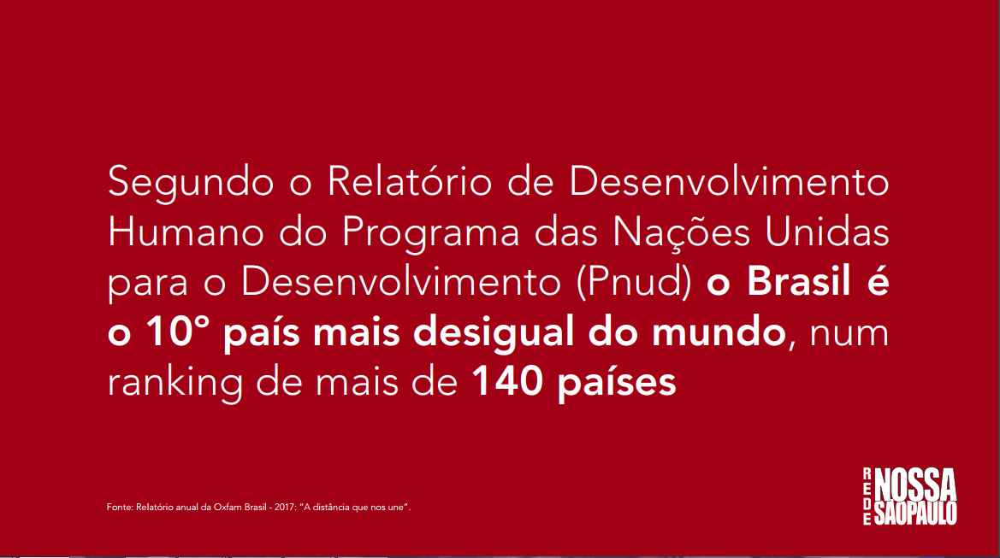 Segundo o Relatório de Desenvolvimento
Humano do Programa das Nações Unidas
para o Desenvolvimento (Pnud) o Brasil é
o 10º país mais desigual do mundo, num
ranking de mais de 140 países
Fonte: Relatório anual da Oxfam Brasil - 2017: “A distância que nos une”.
REDE
NOSSA
SÃOPAULO